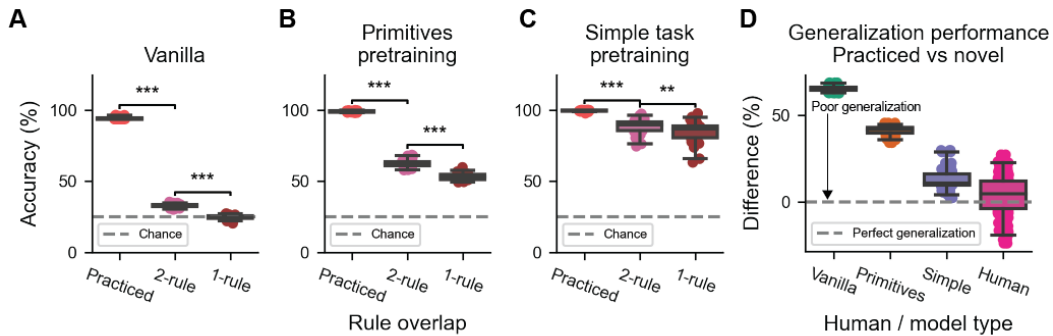 A
Vanilla
Accuracy (%)
100
50
0
***
***
Chance
Practiced
2-rule
1-rule
B
Primitives
pretraining
100
50
0
***
***
Chance
Practiced
2-rule
1-rule
Rule overlap
C
Simple task
pretraining
100
50
0
***
**
Chance
Practiced
2-rule
1-rule
D
Generalization performance
Practiced vs novel
Difference (%)
50
0
Poor generalization
Perfect generalization
Vanilla
Primitives
Simple
Human
Human / model type